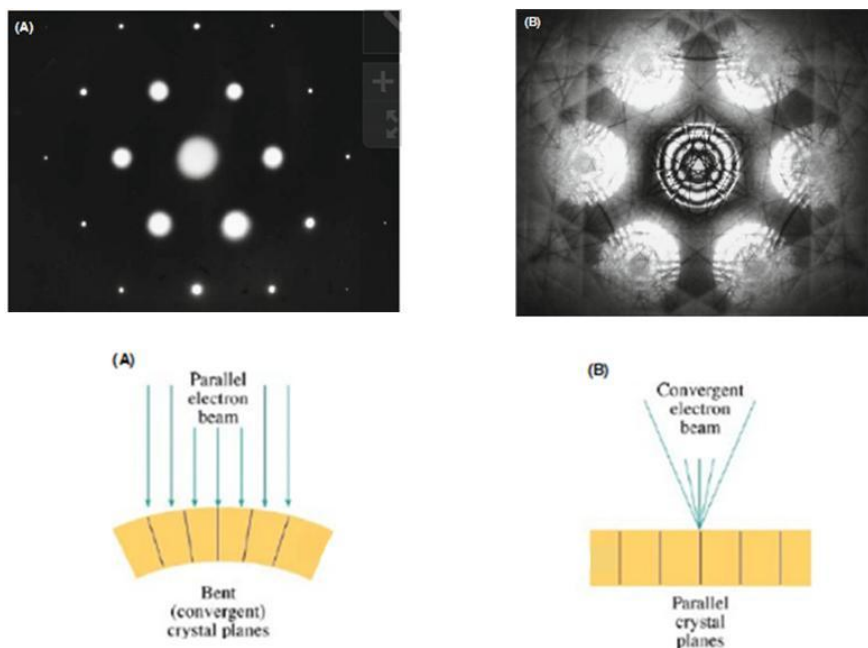 (A)
(B)
(A)
Parallel
electron
beam
Bent
(convergent)
crystal planes
(B)
Convergent
electron
beam
Parallel
crystal
planes